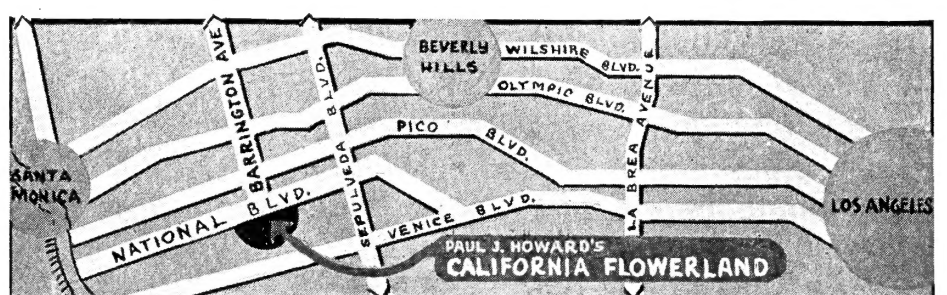 BEVERLY
HILLS
WILSHIRE
BLVD.
BARRINGTON AVE.
SEPULVEDA BLVD.
OLYMPIC BLVD.
LA BREA AVENUE
PICO
BLVD.
SANTA
MONICA
LOS ANGELES
NATIONAL BLVD.
VENICE BLVD.
PAUL J. HOWARD'S
CALIFORNIA FLOWERLAND